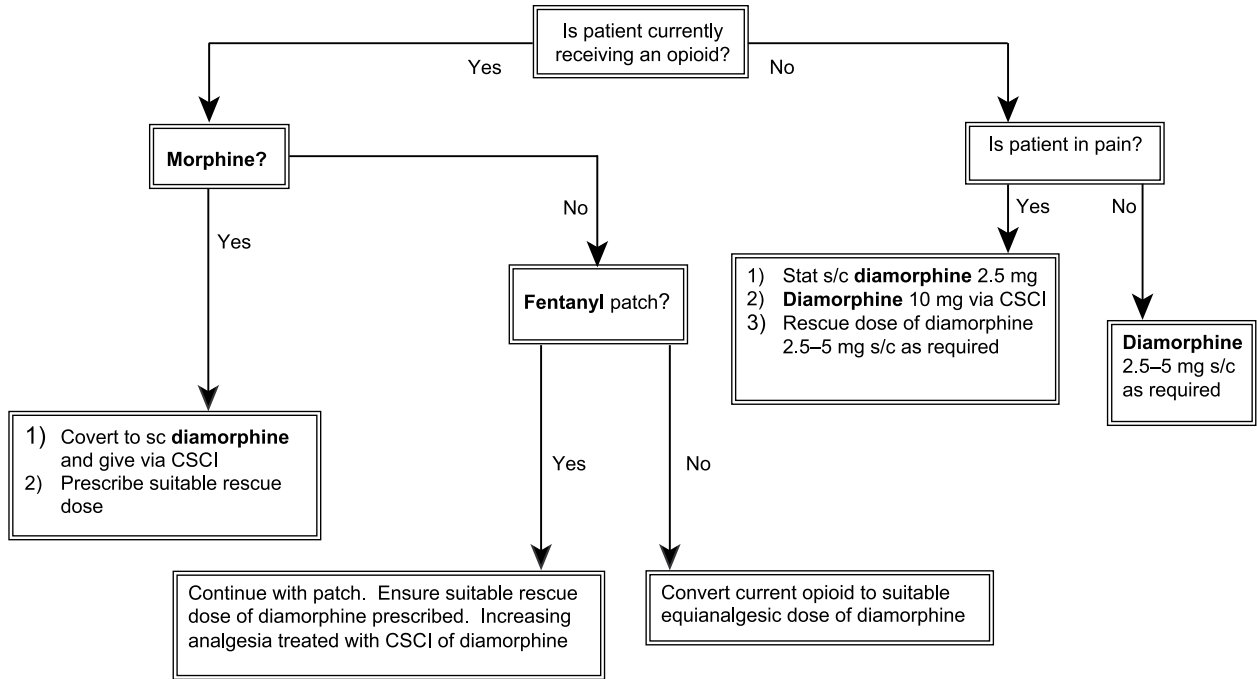 Is patient currently
receiving an opioid?
Yes
No
Morphine?
Is patient in pain?
No
Yes
No
Yes
Fentanyl patch?
1) Stat s/c diamorphine 2.5 mg
2) Diamorphine 10 mg via CSCI
3) Rescue dose of diamorphine
2.5–5 mg s/c as required
Diamorphine
2.5–5 mg s/c
as required
1) Covert to sc diamorphine
and give via CSCI
2) Prescribe suitable rescue
dose
Yes
No
Continue with patch. Ensure suitable rescue
dose of diamorphine prescribed. Increasing
analgesia treated with CSCI of diamorphine
Convert current opioid to suitable
equianalgesic dose of diamorphine